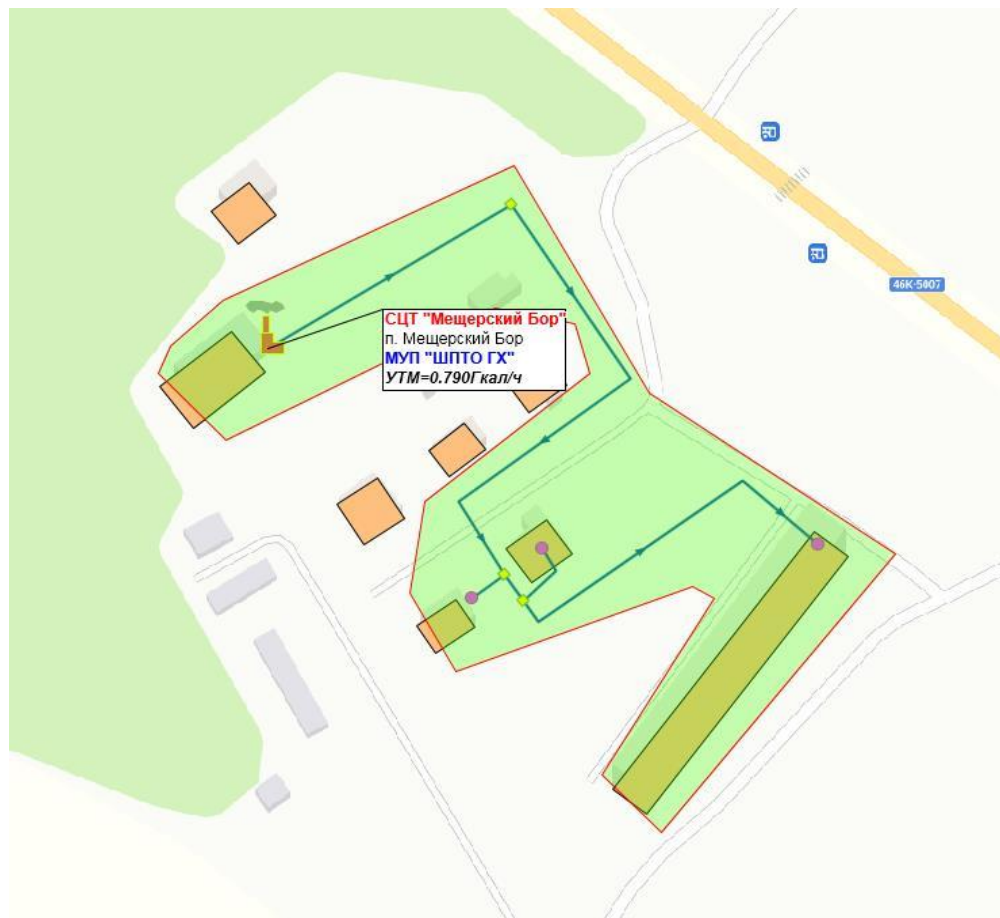 СЦТ "Мещерский Бор"
п. Мещерский Бор
МУП "ШПТО ГХ"
УТМ=0.790Гкал/ч
46К-5007